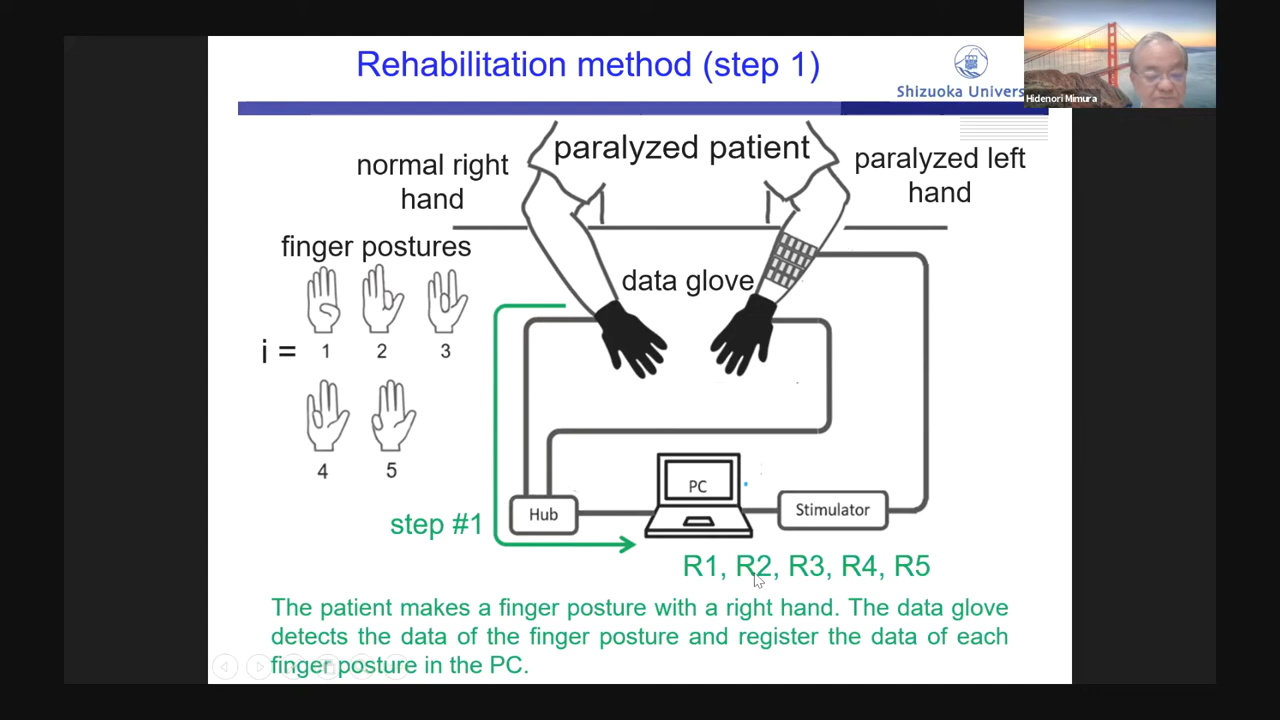 Rehabilitation method (step 1)
Shizuoka Univers
Hidenori Mimura
paralyzed patient
normal right
hand
paralyzed left
hand
finger postures
data glove
i =
1
2
3
4
5
PC
Hub
Stimulator
step #1
R1, R2, R3, R4, R5
The patient makes a finger posture with a right hand. The data glove
detects the data of the finger posture and register the data of each
finger posture in the PC.